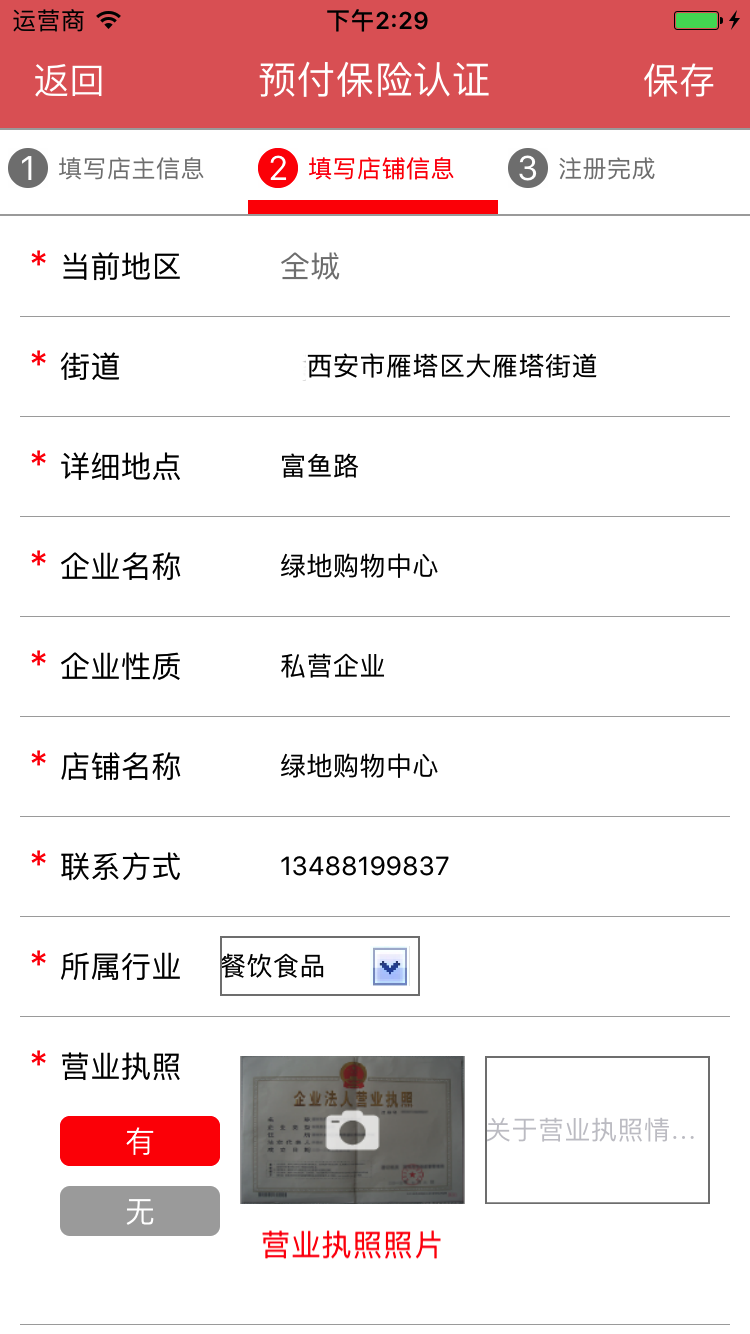 运营商 下午2:29
返回 预付保险认证 保存
1 填写店主信息 2 填写店铺信息 3 注册完成
* 当前地区 全城
* 街道 西安市雁塔区大雁塔街道
* 详细地点 富鱼路
* 企业名称 绿地购物中心
* 企业性质 私营企业
* 店铺名称 绿地购物中心
* 联系方式 13488199837
* 所属行业 餐饮食品
* 营业执照
企业法人营业执照
关于营业执照情...
有
无
营业执照照片